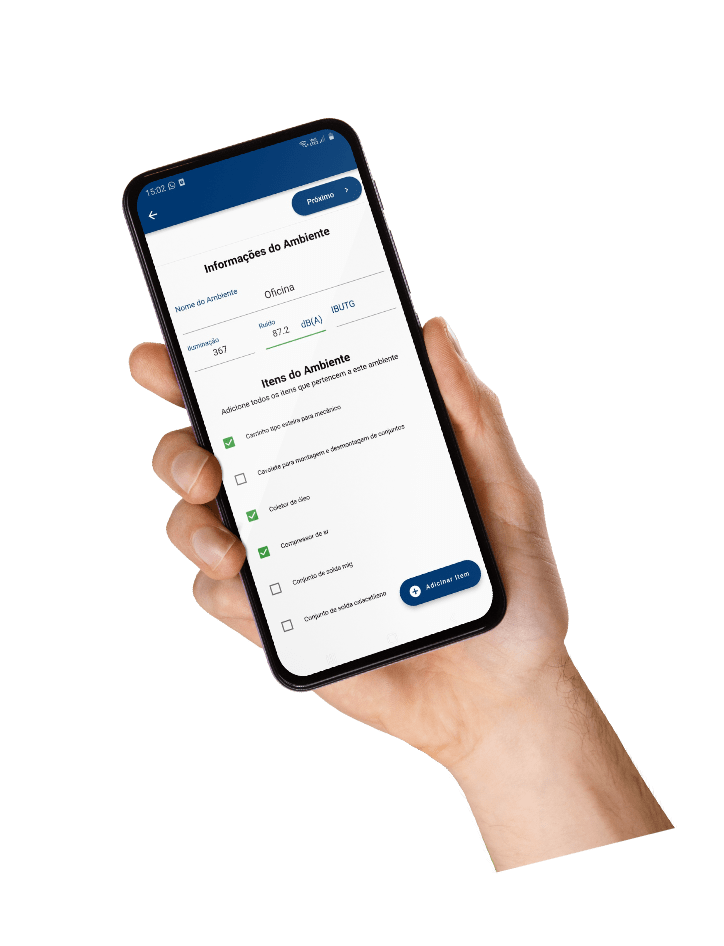 15:02
Próximo
Informações do Ambiente
Nome do Ambiente
Oficina
Iluminação
367
Ruído
87.2 dB(A)
IBUTG
Itens do Ambiente
Adicione todos os itens que pertencem a este ambiente
Carrinho tipo esteira para mecânico
Cavalete para montagem e desmontagem de conjuntos
Coletor de óleo
Compressor de ar
Conjunto de solda mig
Conjunto de solda oxiacetileno
Adicinar Item